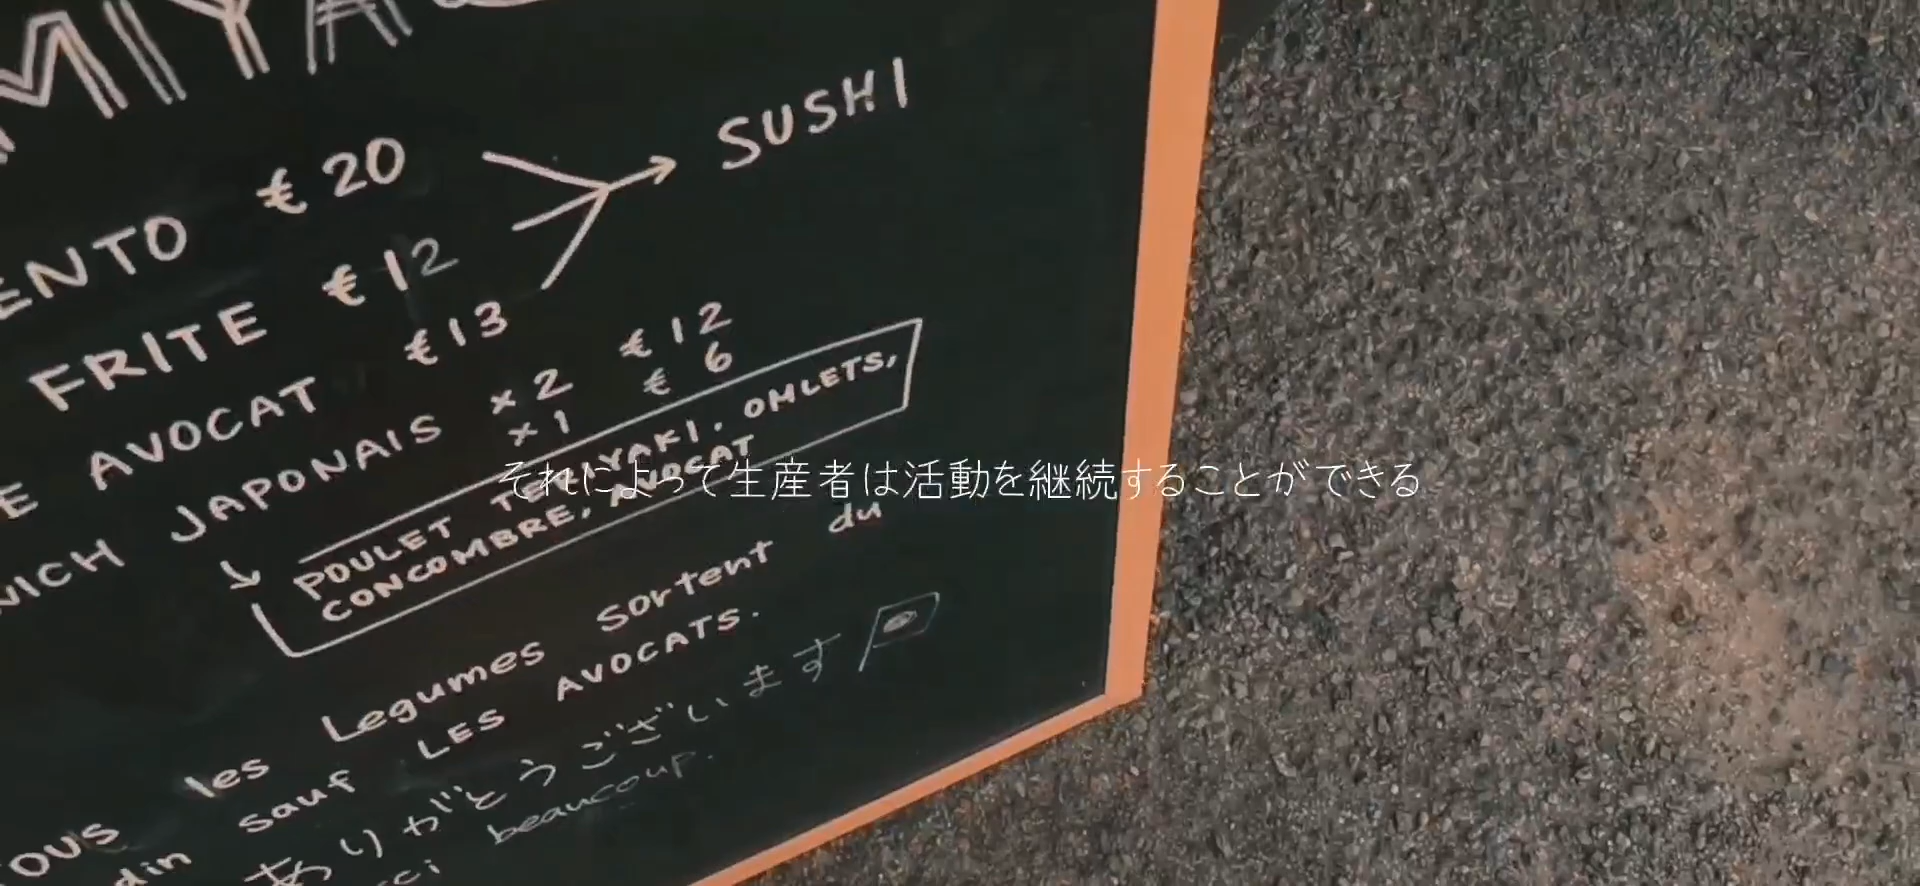 SUSHI
€ 20
FRITE € 12
AVOCAT € 13
JAPONAIS × 2 € 12
× 1 € 6
POULET TERIYAKI, OMLETS,
CONCOMBRE, AVOCAT
それによって生産者は活動を継続することができる
les Legumes sortent du
sauf LES AVOCATS.
ありがとうございます
beaucoup.